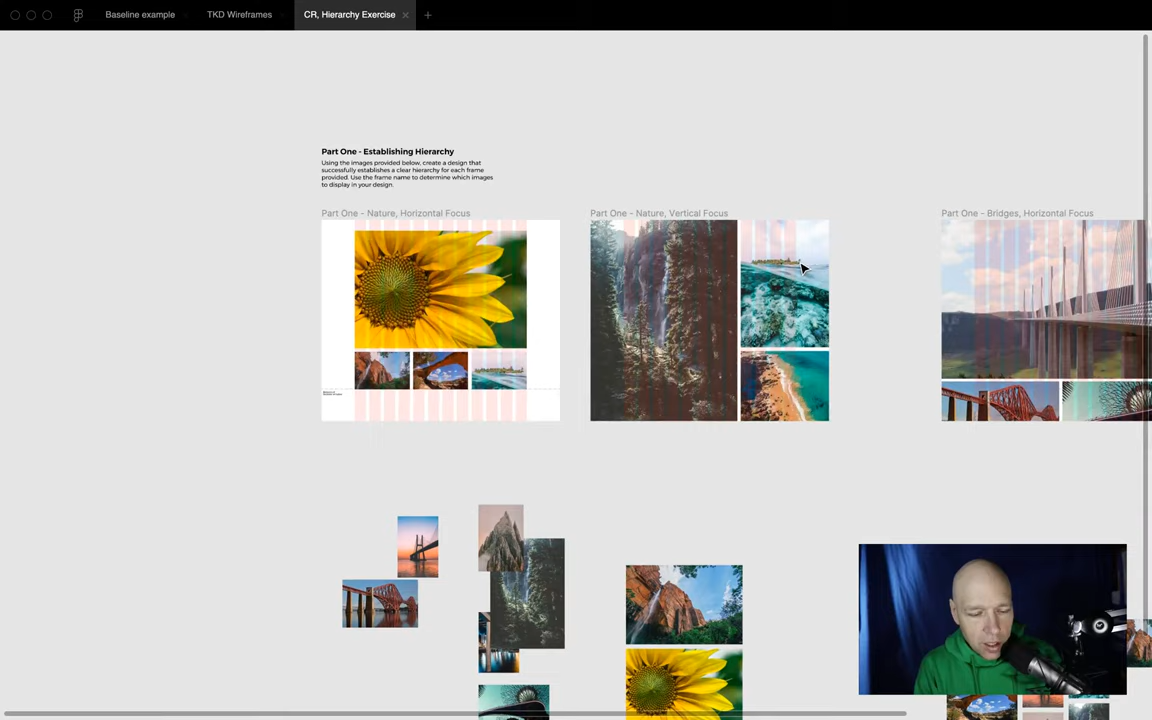 Baseline example
TKD Wireframes
CR, Hierarchy Exercise
Part One - Establishing Hierarchy
Using the images provided below, create a design that
successfully establishes a clear hierarchy for each frame
provided. Use the frame name to determine which images
to display in your design.
Part One - Nature, Horizontal Focus
Part One - Nature, Vertical Focus
Part One - Bridges, Horizontal Focus